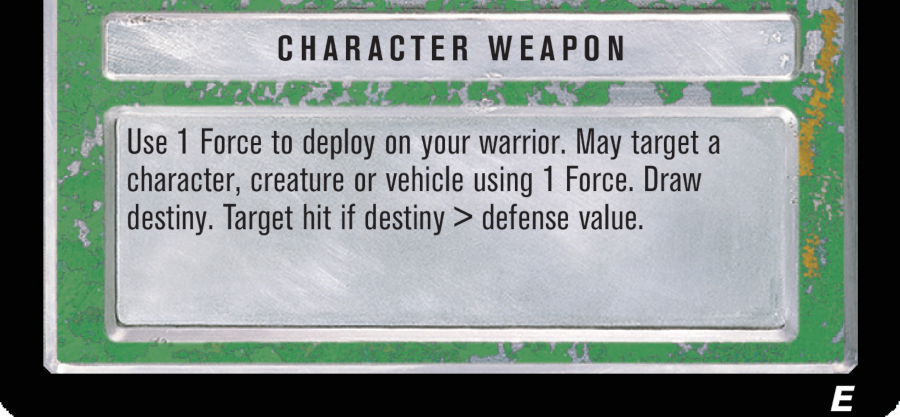 CHARACTER WEAPON
Use 1 Force to deploy on your warrior. May target a
character, creature or vehicle using 1 Force. Draw
destiny. Target hit if destiny > defense value.
E